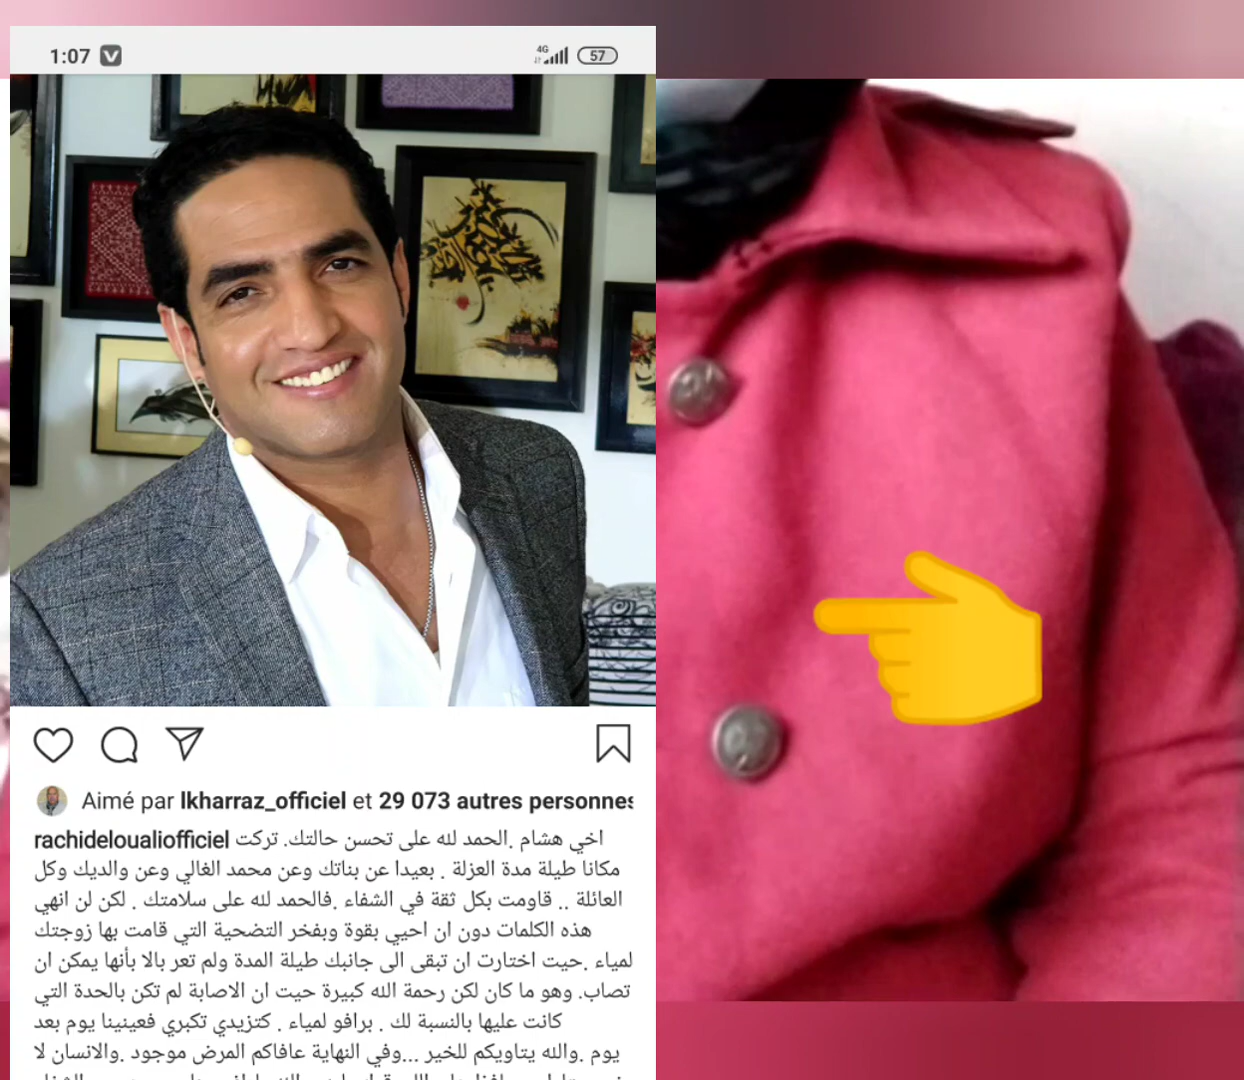 1:07
4G
57
Aimé par lkharraz_officiel et 29 073 autres personnes
rachideloualiofficiel اخي هشام .الحمد لله على تحسن حالتك. تركت
مكانا طيلة مدة العزلة . بعيدا عن بناتك وعن محمد الغالي وعن والديك وكل
العائلة .. قاومت بكل ثقة في الشفاء .فالحمد لله على سلامتك . لكن لن انهي
هذه الكلمات دون ان احيي بقوة وبفخر التضحية التي قامت بها زوجتك
لمياء .حيت اختارت ان تبقى الى جانبك طيلة المدة ولم تعر بالا بأنها يمكن ان
تصاب. وهو ما كان لكن رحمة الله كبيرة حيت ان الاصابة لم تكن بالحدة التي
كانت عليها بالنسبة لك . برافو لمياء . كتزيدي تكبري فعينينا يوم بعد
يوم .والله يتاويكم للخير ...وفي النهاية عافاكم المرض موجود .والانسان لا